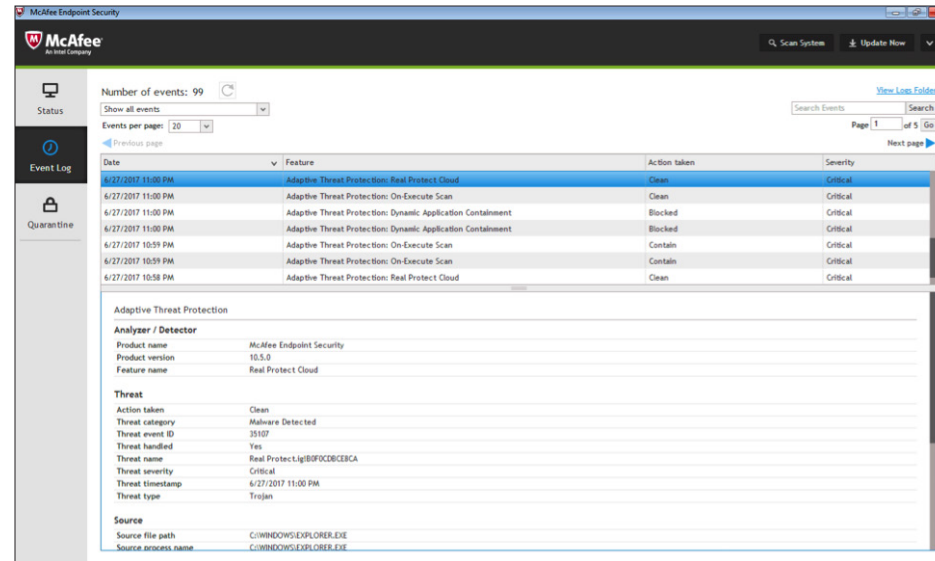 McAfee Endpoint Security
McAfee
An Intel Company
Scan System Update Now
Status
Event Log
Quarantine
Number of events: 99
View Logs Folder
Show all events
Search Events Search
Events per page: 20
Page 1 of 5 Go
Previous page
Next page
Date Feature Action taken Severity
6/27/2017 11:00 PM Adaptive Threat Protection: Real Protect Cloud Clean Critical
6/27/2017 11:00 PM Adaptive Threat Protection: On-Execute Scan Clean Critical
6/27/2017 11:00 PM Adaptive Threat Protection: Dynamic Application Containment Blocked Critical
6/27/2017 11:00 PM Adaptive Threat Protection: Dynamic Application Containment Blocked Critical
6/27/2017 10:59 PM Adaptive Threat Protection: On-Execute Scan Contain Critical
6/27/2017 10:59 PM Adaptive Threat Protection: On-Execute Scan Contain Critical
6/27/2017 10:58 PM Adaptive Threat Protection: Real Protect Cloud Clean Critical
Adaptive Threat Protection
Analyzer / Detector
Product name McAfee Endpoint Security
Product version 10.5.0
Feature name Real Protect Cloud
Threat
Action taken Clean
Threat category Malware Detected
Threat event ID 35107
Threat handled Yes
Threat name Real Protect.ig!B0F0CDBCE8CA
Threat severity Critical
Threat timestamp 6/27/2017 11:00 PM
Threat type Trojan
Source
Source file path C:\WINDOWS\EXPLORER.EXE
Source process name C:\WINDOWS\EXPLORER.EXE